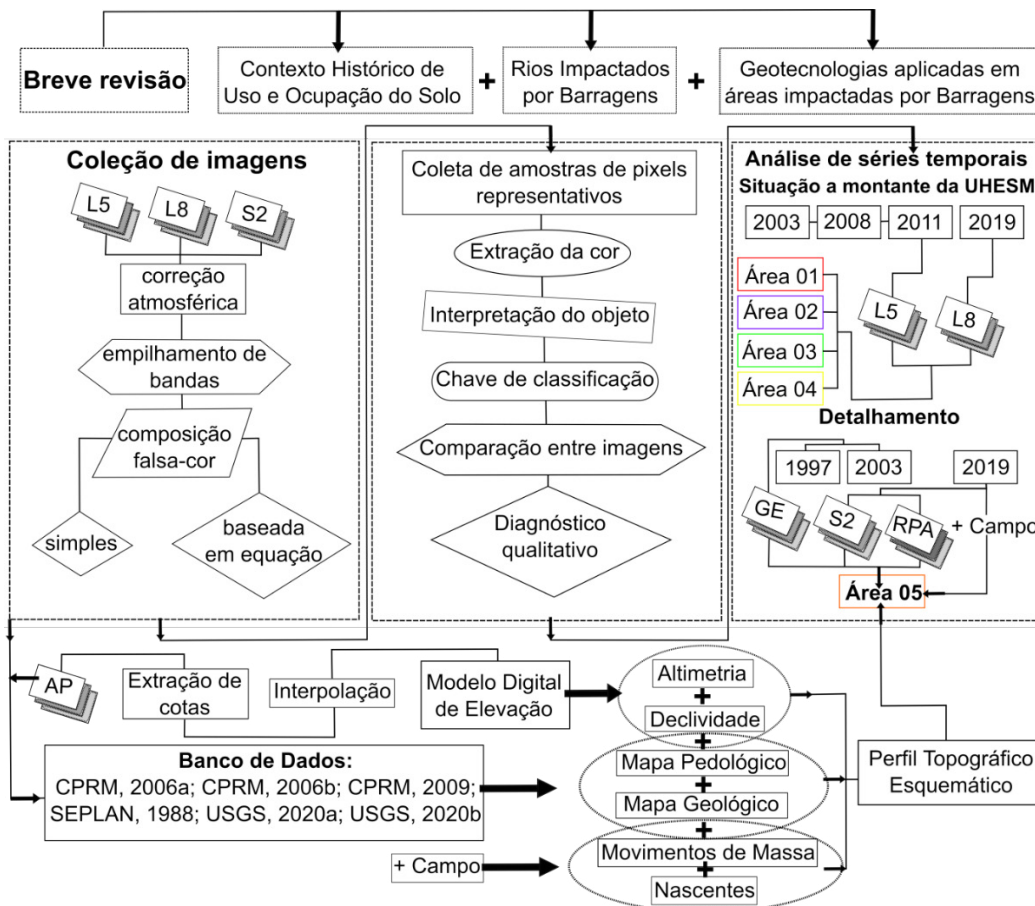 Breve revisão
Contexto Histórico de
Uso e Ocupação do Solo
+
Rios Impactados
por Barragens
+
Geotecnologias aplicadas em
áreas impactadas por Barragens
Coleção de imagens
L5
L8
S2
correção
atmosférica
empilhamento de
bandas
composição
falsa-cor
simples
baseada
em equação
Coleta de amostras de pixels
representativos
Extração da cor
Interpretação do objeto
Chave de classificação
Comparação entre imagens
Diagnóstico
qualitativo
Análise de séries temporais
Situação a montante da UHESM
2003
2008
2011
2019
Área 01
Área 02
Área 03
Área 04
L5
L8
Detalhamento
1997
2003
2019
GE
S2
RPA
+ Campo
Área 05
AP
Extração de
cotas
Interpolação
Modelo Digital
de Elevação
Altimetria
+
Declividade
+
Mapa Pedológico
+
Mapa Geológico
+
Movimentos de Massa
+
Nascentes
Banco de Dados:
CPRM, 2006a; CPRM, 2006b; CPRM, 2009;
SEPLAN, 1988; USGS, 2020a; USGS, 2020b
+ Campo
Perfil Topográfico
Esquemático